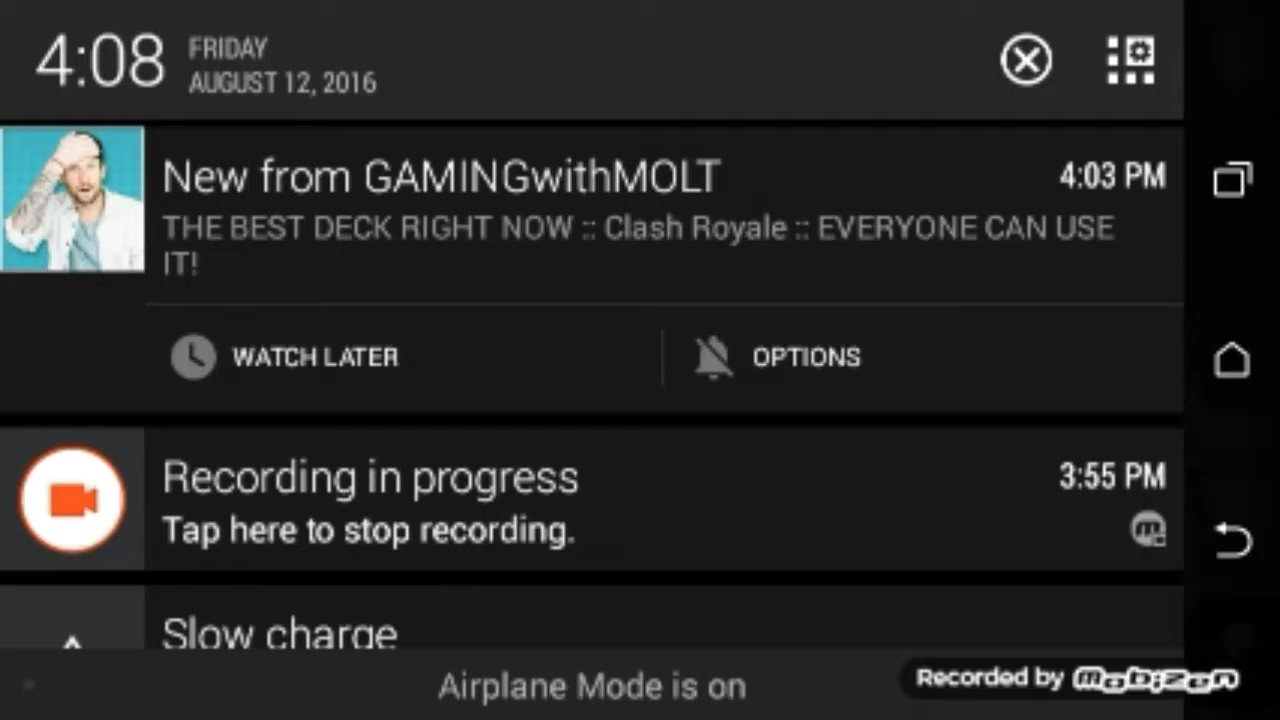 4:08
FRIDAY
AUGUST 12, 2016
New from GAMINGwithMOLT
4:03 PM
THE BEST DECK RIGHT NOW :: Clash Royale :: EVERYONE CAN USE
IT!
WATCH LATER
OPTIONS
Recording in progress
3:55 PM
Tap here to stop recording.
Slow charge
Airplane Mode is on
Recorded by mobizen